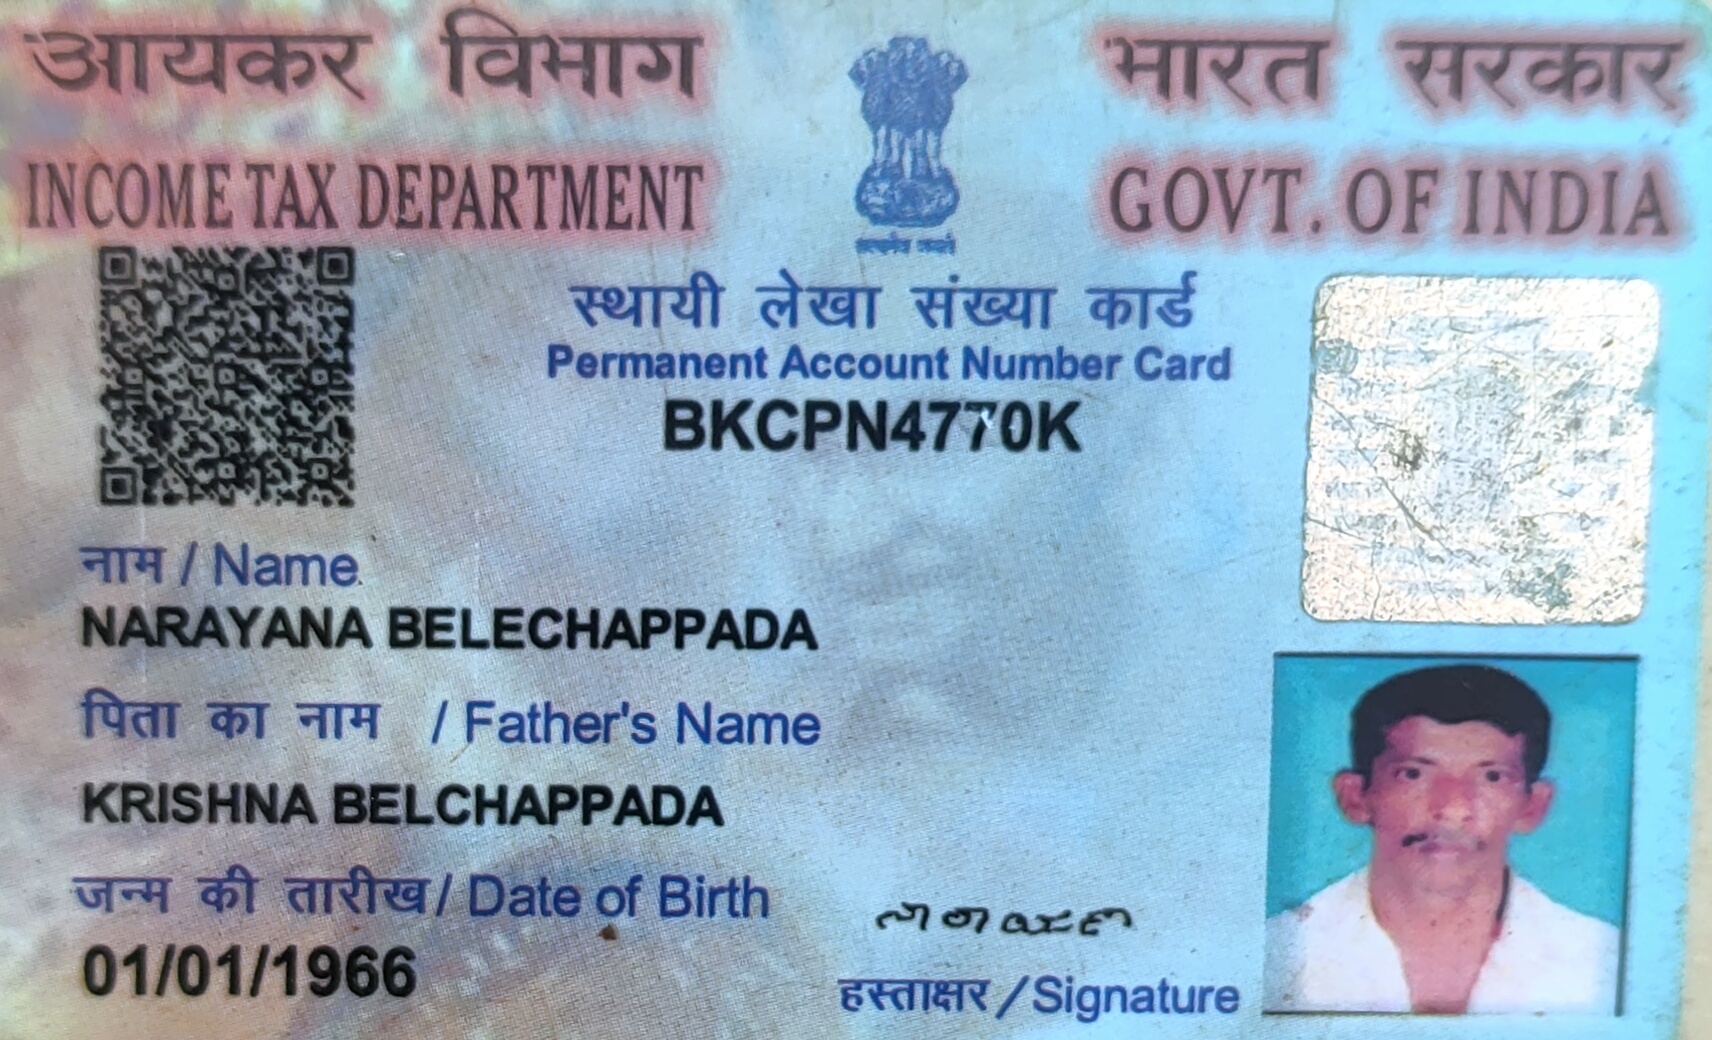 आयकर विभाग
INCOME TAX DEPARTMENT
भारत सरकार
GOVT. OF INDIA
सत्यमेव जयते
स्थायी लेखा संख्या कार्ड
Permanent Account Number Card
BKCPN4770K
नाम / Name
NARAYANA BELECHAPPADA
पिता का नाम / Father's Name
KRISHNA BELCHAPPADA
जन्म की तारीख / Date of Birth
01/01/1966
हस्ताक्षर / Signature